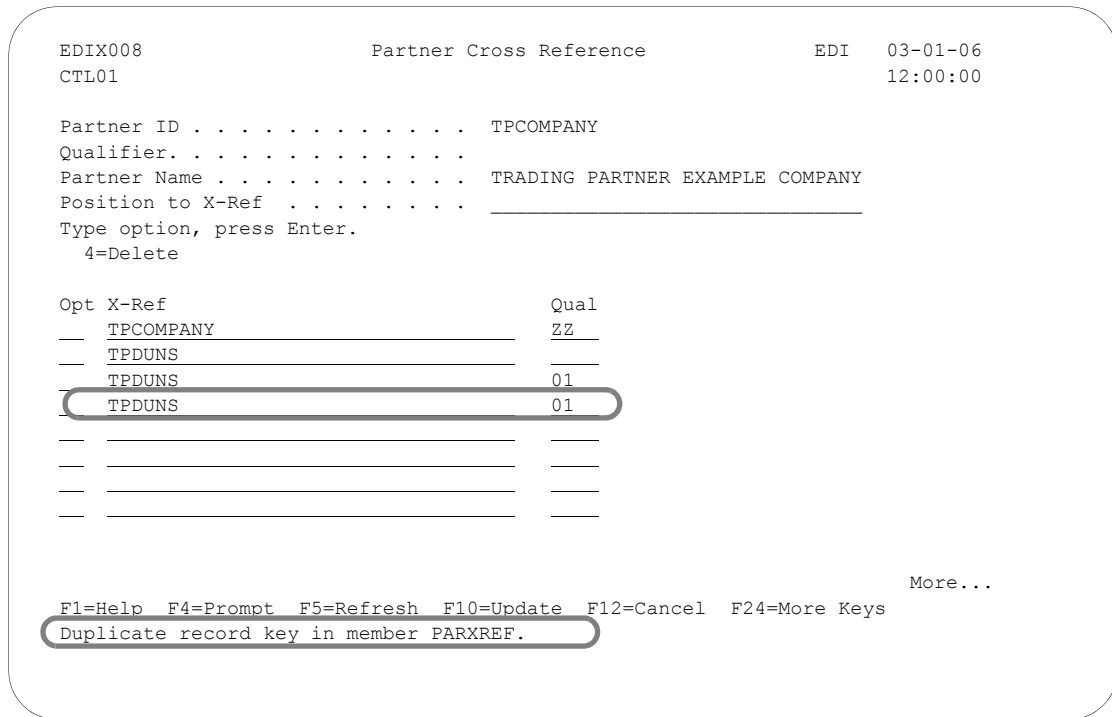 EDIX008 Partner Cross Reference EDI 03-01-06
CTL01 12:00:00
Partner ID . . . . . . . . . . . . TPCOMPANY
Qualifier. . . . . . . . . . . . .
Partner Name . . . . . . . . . . . TRADING PARTNER EXAMPLE COMPANY
Position to X-Ref . . . . . . . . _______________________________
Type option, press Enter.
4=Delete
Opt X-Ref Qual
TPCOMPANY ZZ
TPDUNS
TPDUNS 01
TPDUNS 01
More...
F1=Help F4=Prompt F5=Refresh F10=Update F12=Cancel F24=More Keys
Duplicate record key in member PARXREF.